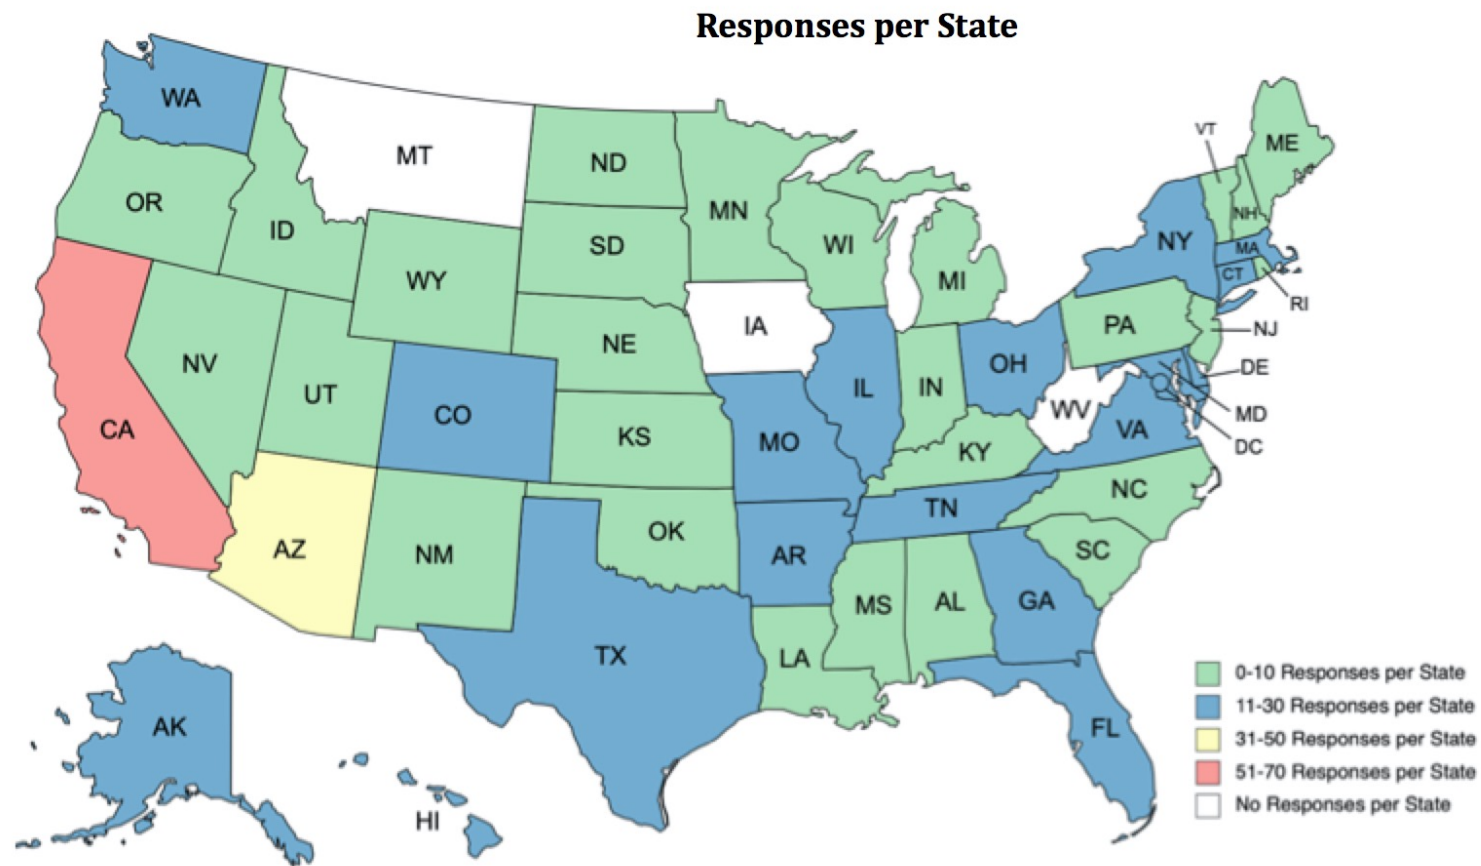 Responses per State
WA
MT
ND
MN
OR
ID
SD
WI
WY
MI
VT
ME
NH
NY
MA
CT
RI
IA
PA
NJ
NE
NV
UT
CO
IL
IN
OH
DE
MD
DC
WV
VA
CA
KS
MO
KY
NC
TN
OK
AZ
NM
AR
SC
MS
AL
GA
TX
LA
FL
AK
HI
0-10 Responses per State
11-30 Responses per State
31-50 Responses per State
51-70 Responses per State
No Responses per State